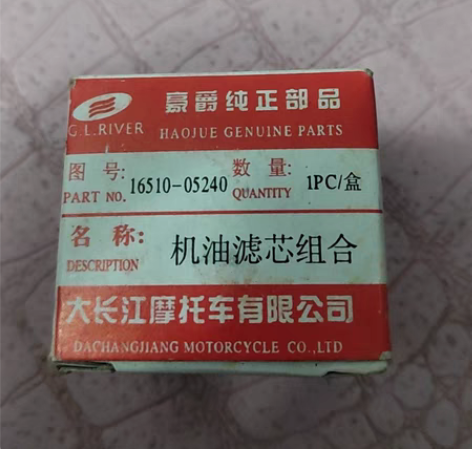 豪爵纯正部品
G.L.RIVER HAOJUE GENUINE PARTS
图号: 16510-05240 数量: 1PC/盒
PART NO. QUANTITY
名称: 机油滤芯组合
DESCRIPTION
大长江摩托车有限公司
DACHANGJIANG MOTORCYCLE CO.,LTD